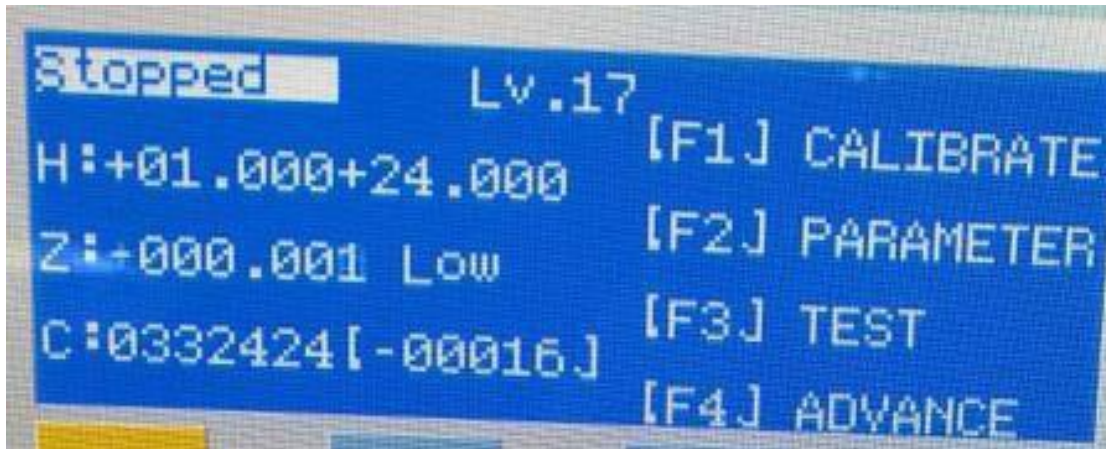 Stopped Lv.17
[F1] CALIBRATE
H:+01.000+24.000
[F2] PARAMETER
Z:+000.001 Low
[F3] TEST
C:0332424[-00016]
[F4] ADVANCE